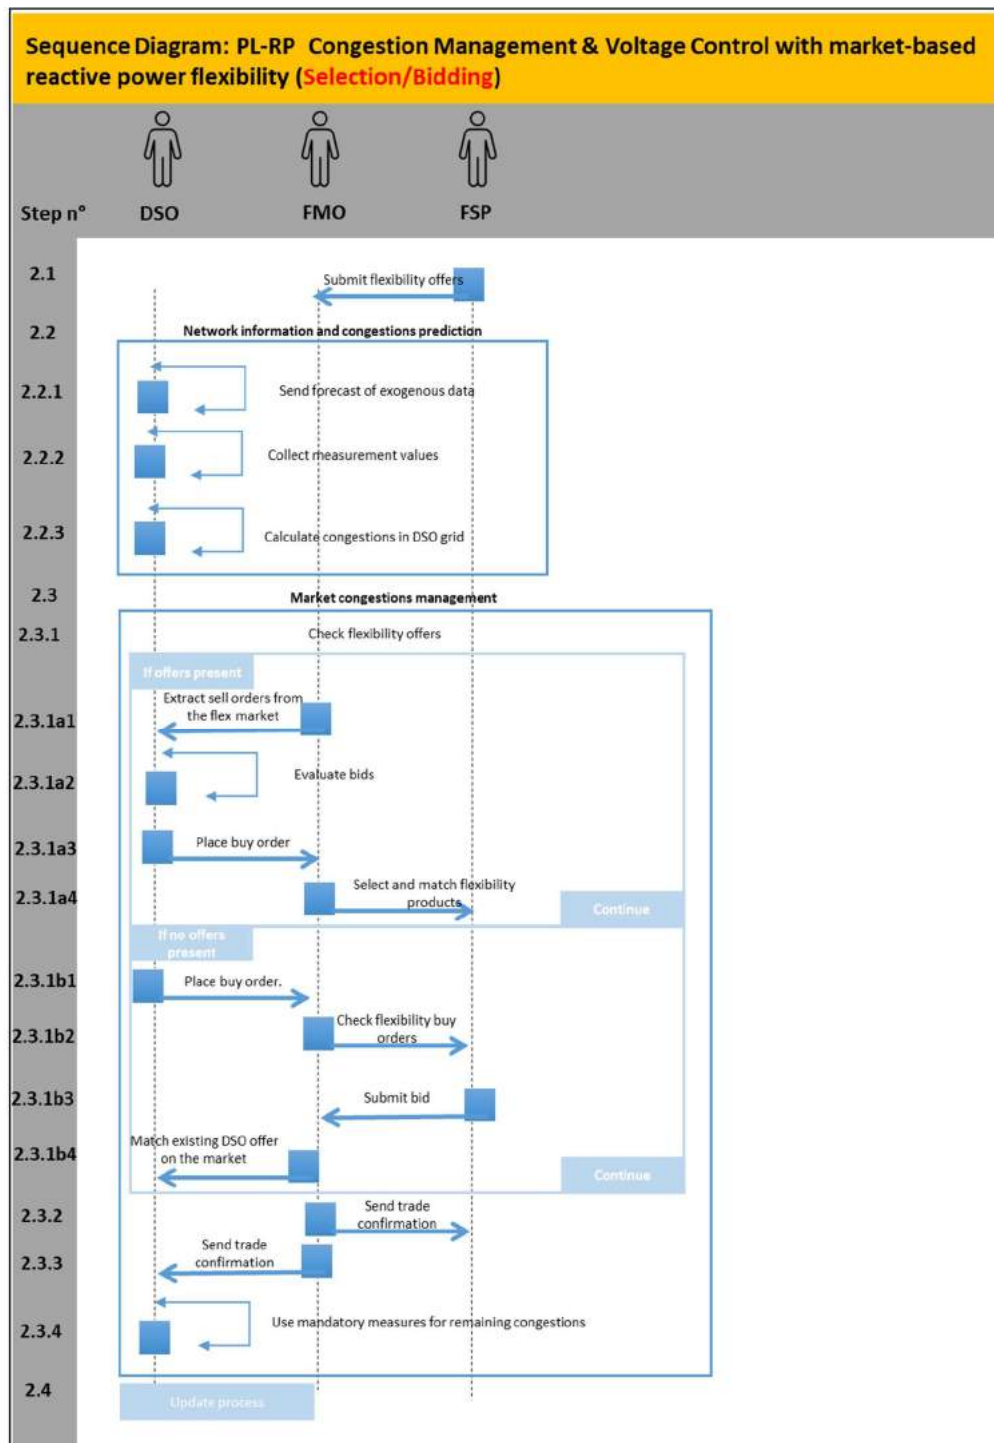 Sequence Diagram: PL-RP Congestion Management & Voltage Control with market-based
reactive power flexibility (Selection/Bidding)
Step n° DSO FMO FSP
2.1
Submit flexibility offers
2.2
Network information and congestions prediction
2.2.1
Send forecast of exogenous data
2.2.2
Collect measurement values
2.2.3
Calculate congestions in DSO grid
2.3
Market congestions management
2.3.1
Check flexibility offers
If offers present
2.3.1a1
Extract sell orders from
the flex market
2.3.1a2
Evaluate bids
2.3.1a3
Place buy order
2.3.1a4
Select and match flexibility
products
Continue
If no offers
present
2.3.1b1
Place buy order.
2.3.1b2
Check flexibility buy
orders
2.3.1b3
Submit bid
2.3.1b4
Match existing DSO offer
on the market
Continue
2.3.2
Send trade
confirmation
2.3.3
Send trade
confirmation
2.3.4
Use mandatory measures for remaining congestions
2.4
Update process